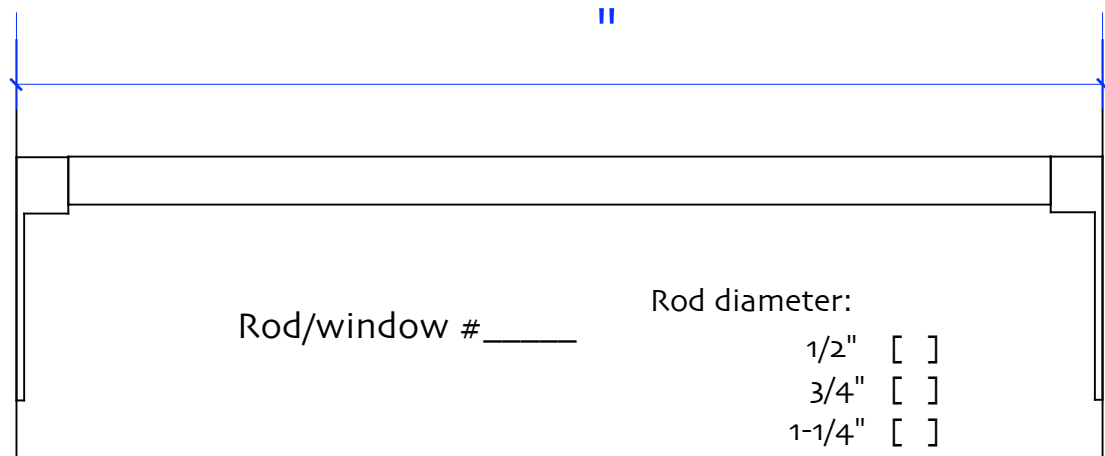 "
Rod/window #_____
Rod diameter:
1/2" [ ]
3/4" [ ]
1-1/4" [ ]